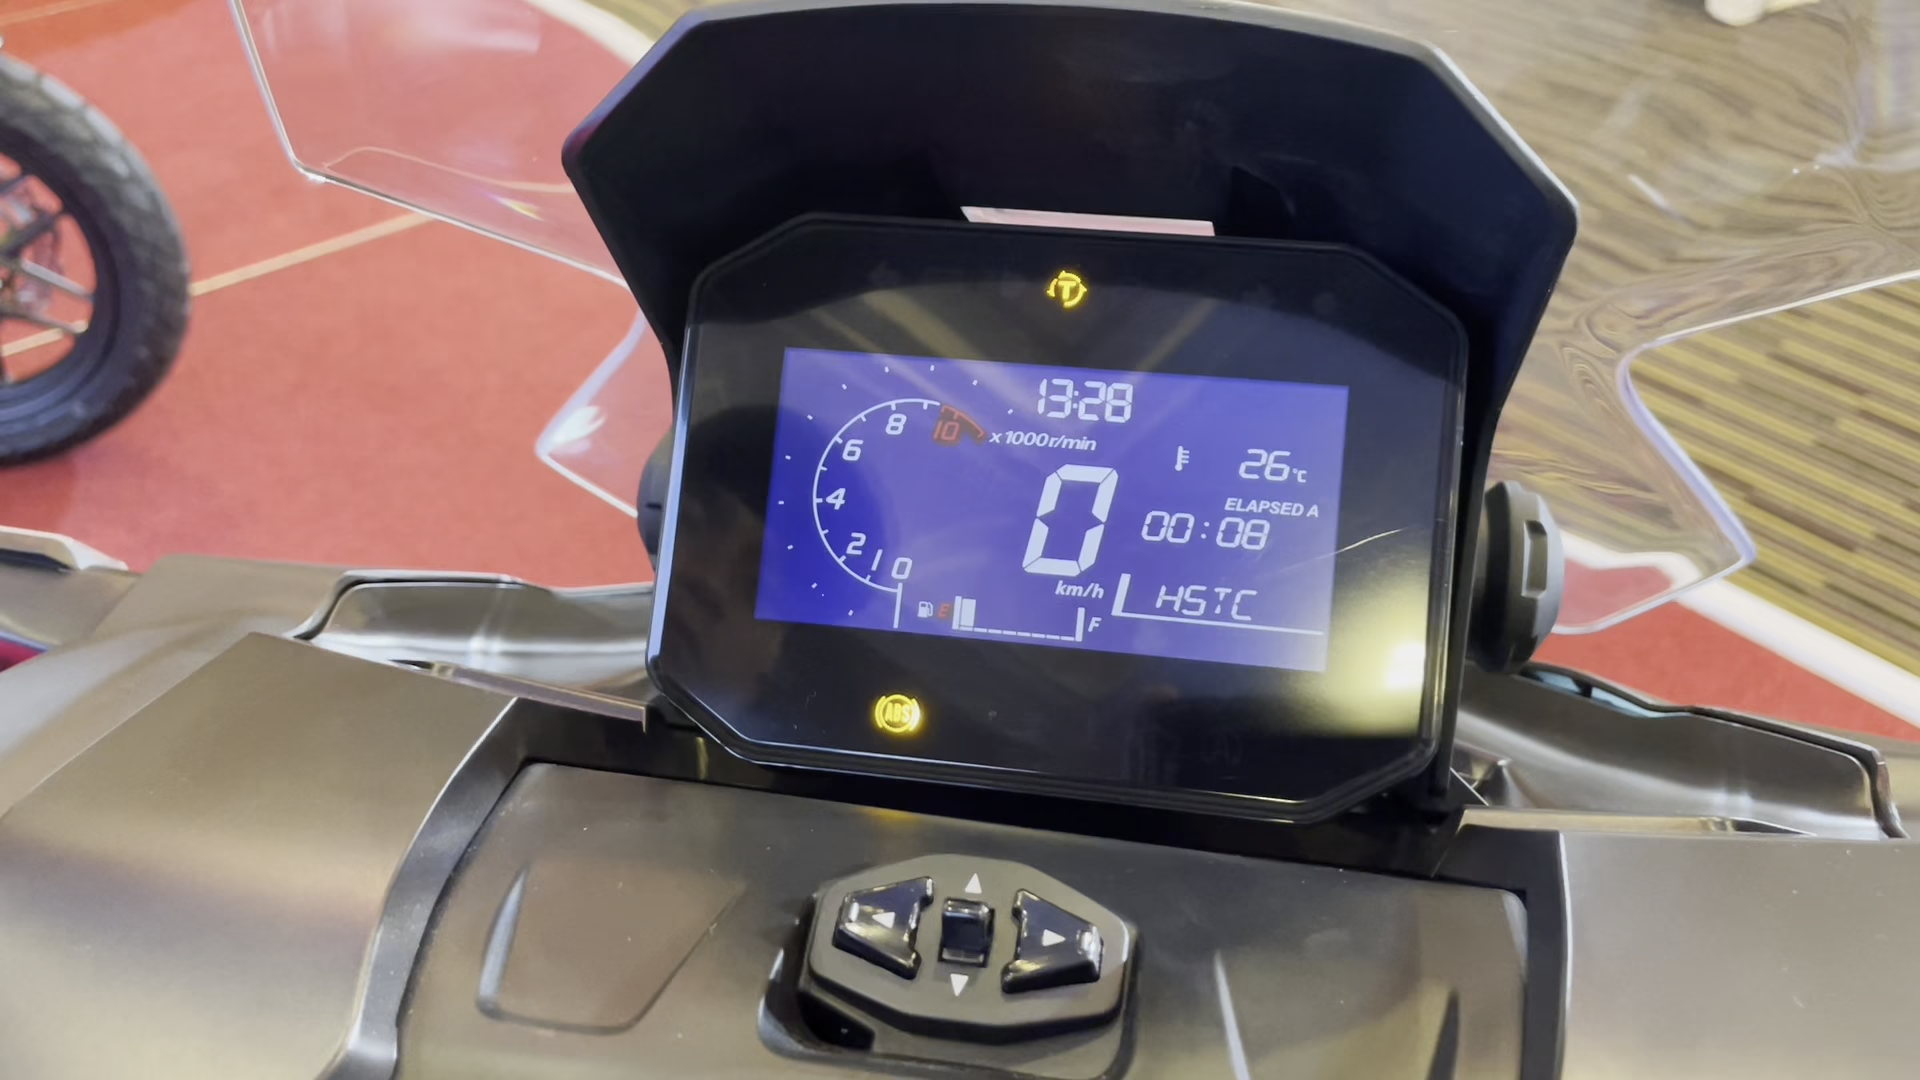 T
13:28
8 10 x1000r/min
6
4
2
1 0
26°C
ELAPSED A
00:08
0
km/h
E F
HSTC
ABS